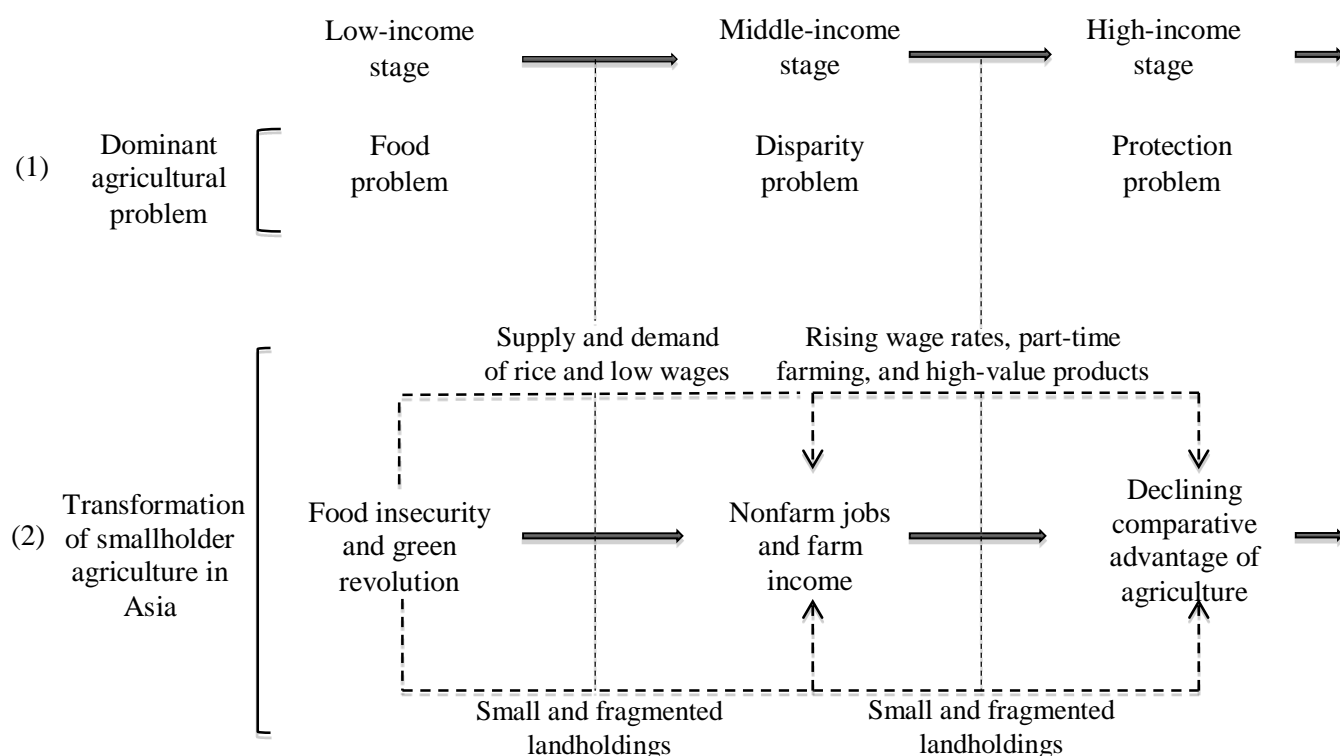 Low-income
stage
Middle-income
stage
High-income
stage
(1)
Dominant
agricultural
problem
Food
problem
Disparity
problem
Protection
problem
Supply and demand
of rice and low wages
Rising wage rates, part-time
farming, and high-value products
(2)
Transformation
of smallholder
agriculture in
Asia
Food insecurity
and green
revolution
Nonfarm jobs
and farm
income
Declining
comparative
advantage of
agriculture
Small and fragmented
landholdings
Small and fragmented
landholdings